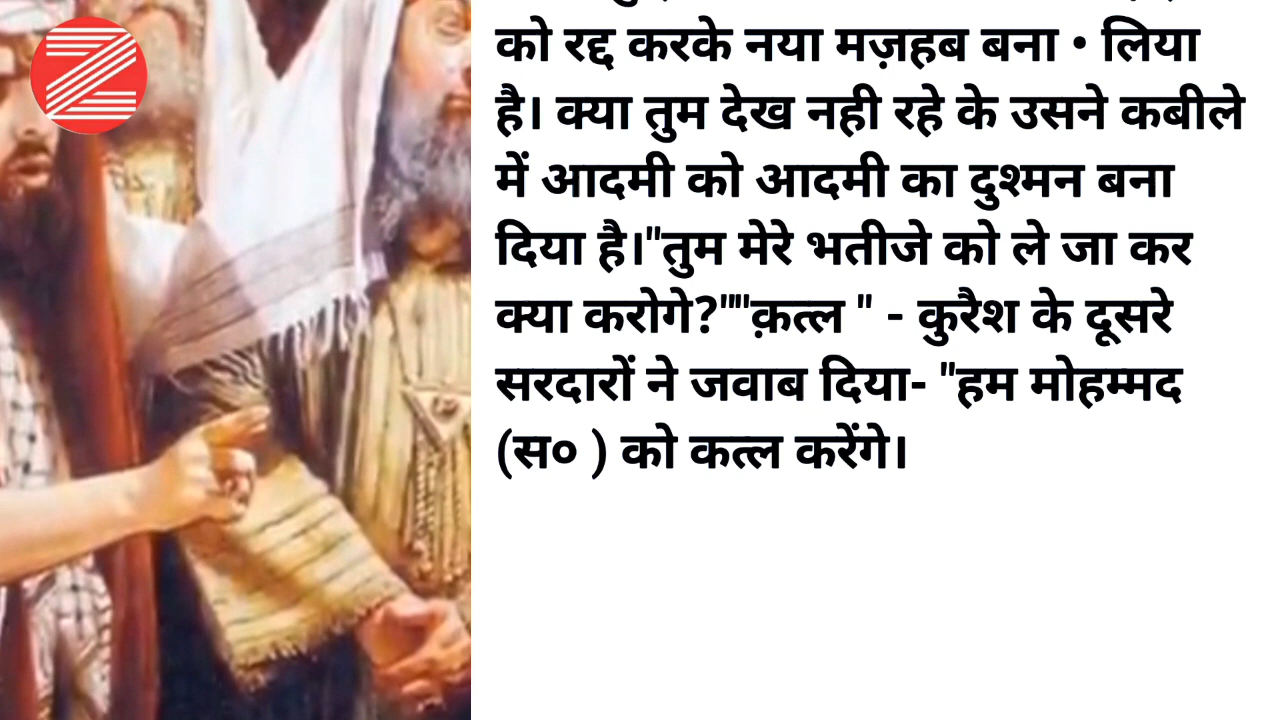 को रद्द करके नया मज़हब बना • लिया
है। क्या तुम देख नही रहे के उसने कबीले
में आदमी को आदमी का दुश्मन बना
दिया है।"तुम मेरे भतीजे को ले जा कर
क्या करोगे?""क़त्ल " - कुरैश के दूसरे
सरदारों ने जवाब दिया- "हम मोहम्मद
(स० ) को कत्ल करेंगे।